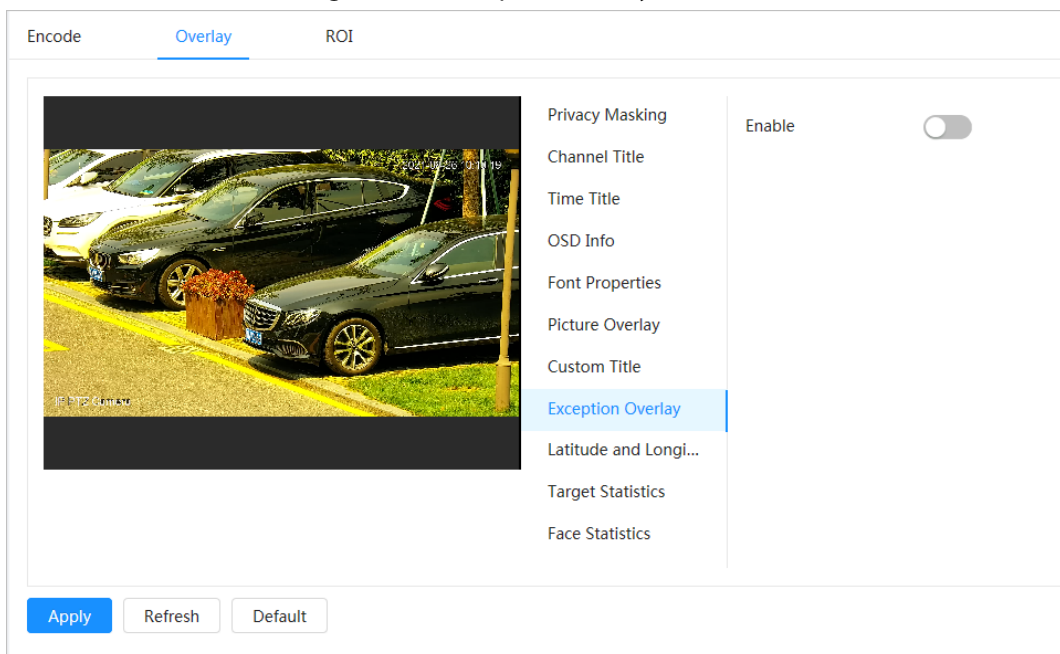 Encode Overlay ROI
Privacy Masking
Enable
Channel Title
Time Title
OSD Info
Font Properties
Picture Overlay
Custom Title
Exception Overlay
Latitude and Longi...
Target Statistics
Face Statistics
Apply Refresh Default